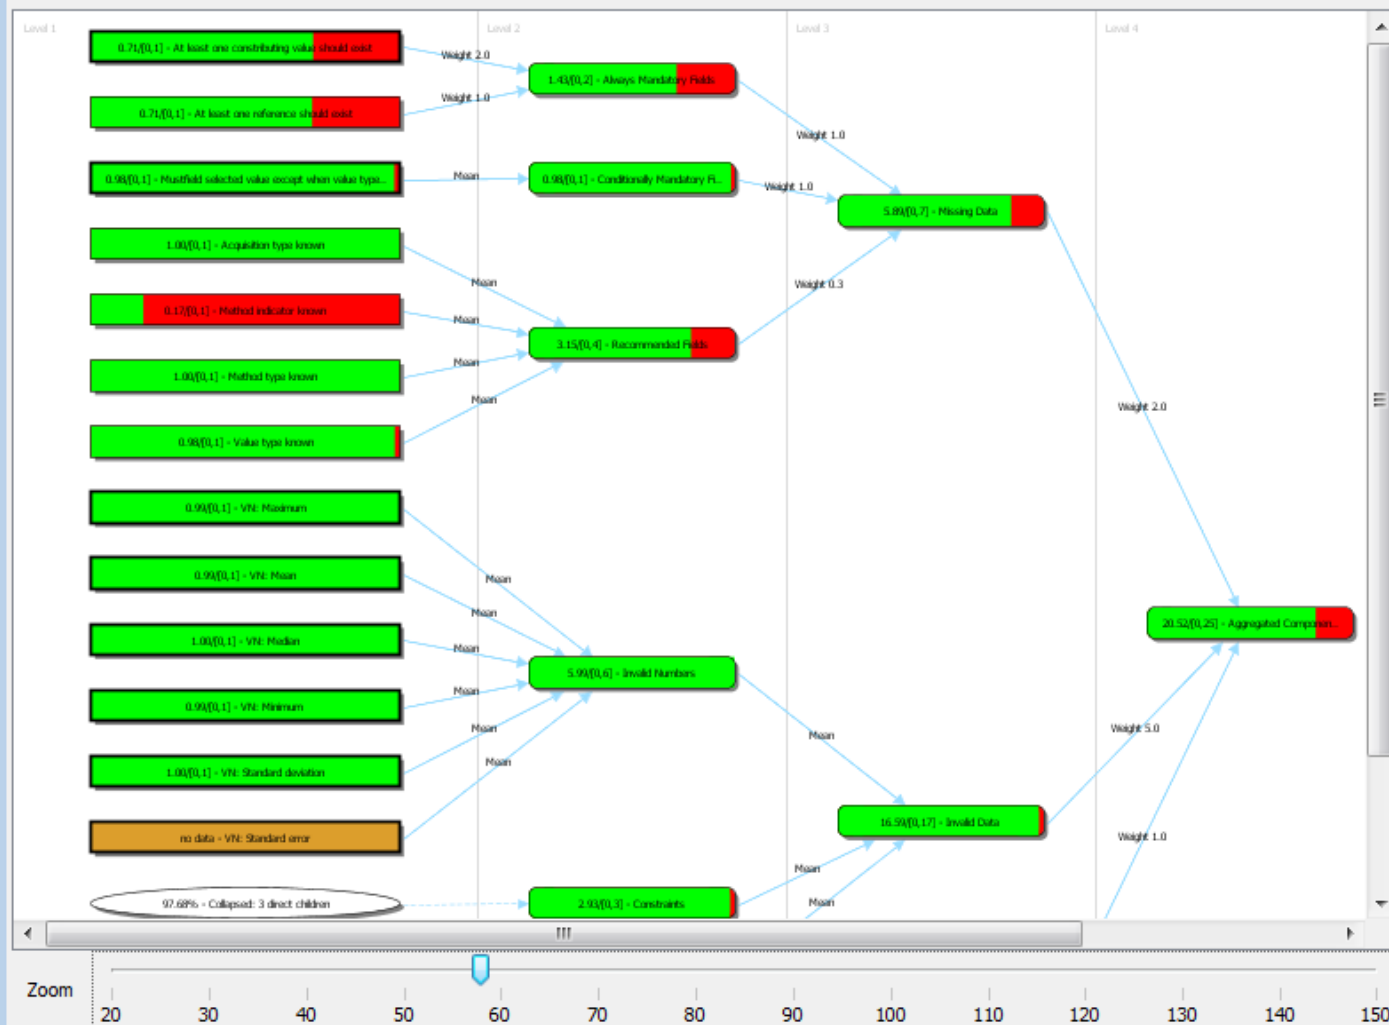 Level 1
Level 2
Level 3
Level 4
0.71/[0,1] - At least one constributing value should exist
0.71/[0,1] - At least one reference should exist
0.98/[0,1] - Mustfield selected value except when value type...
1.00/[0,1] - Acquisition type known
0.17/[0,1] - Method indicator known
1.00/[0,1] - Method type known
0.98/[0,1] - Value type known
0.99/[0,1] - VN: Maximum
0.99/[0,1] - VN: Mean
1.00/[0,1] - VN: Median
0.99/[0,1] - VN: Minimum
1.00/[0,1] - VN: Standard deviation
no data - VN: Standard error
97.68% - Collapsed: 3 direct children
Weight 2.0
Weight 1.0
Mean
Mean
Mean
Mean
Mean
Mean
Mean
Mean
Mean
Mean
Mean
1.43/[0,2] - Always Mandatory Fields
0.98/[0,1] - Conditionally Mandatory Fi...
3.15/[0,4] - Recommended Fields
5.99/[0,6] - Invalid Numbers
2.93/[0,3] - Constraints
Weight 1.0
Weight 1.0
Weight 0.3
Mean
Mean
Mean
5.89/[0,7] - Missing Data
16.59/[0,17] - Invalid Data
Weight 2.0
Weight 5.0
Weight 1.0
20.52/[0,25] - Aggregated Componen...
Zoom
20 30 40 50 60 70 80 90 100 110 120 130 140 150